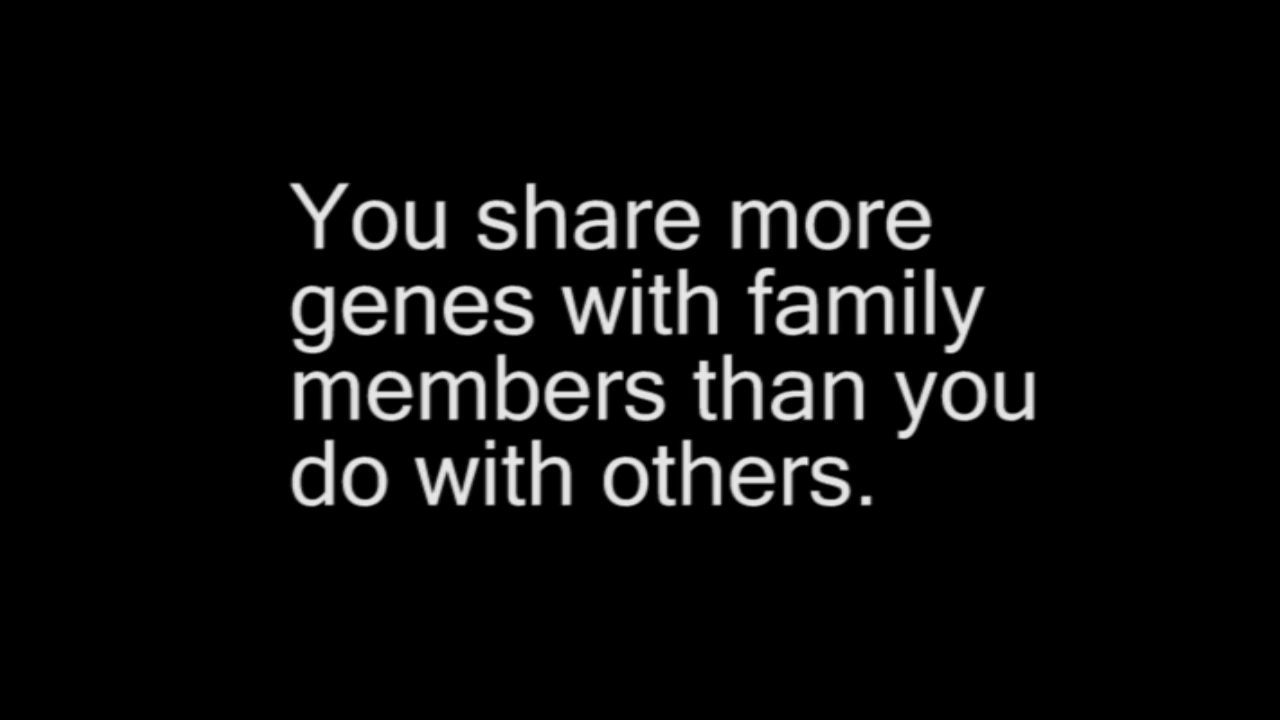 You share more
genes with family
members than you
do with others.